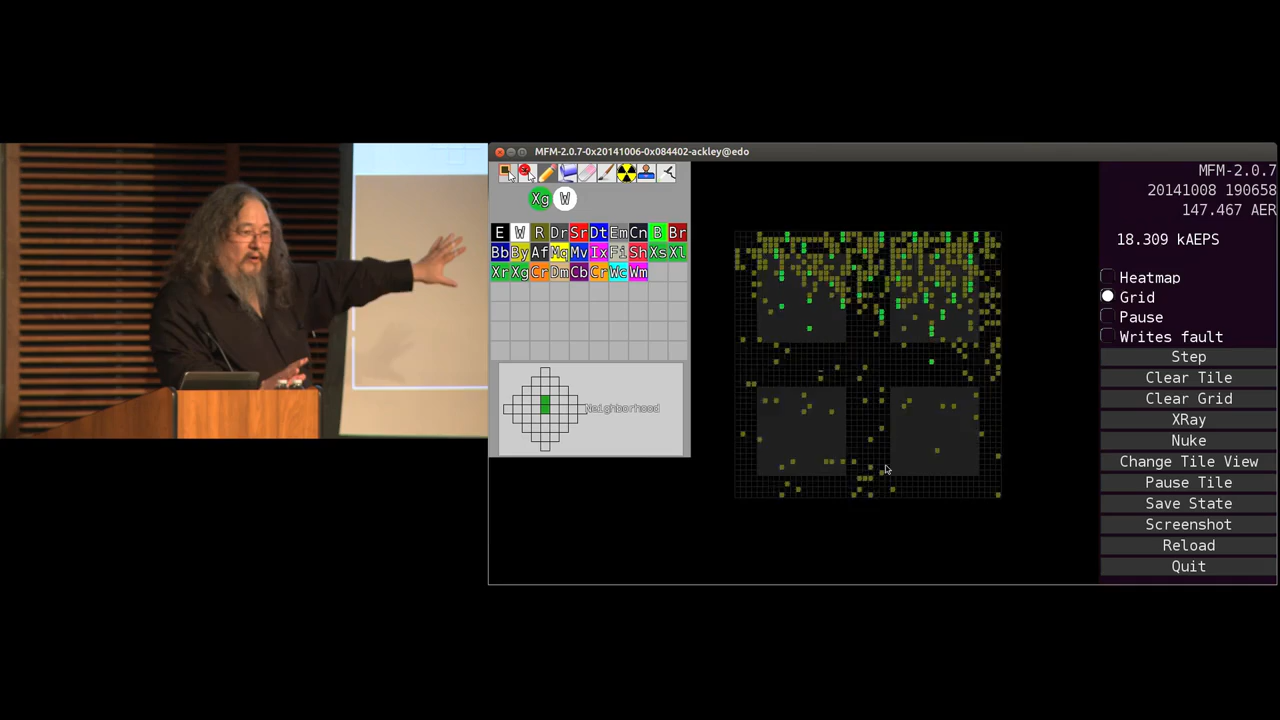 MFM-2.0.7-0x20141006-0x084402-ackley@edo
MFM-2.0.7
20141008 190658
147.467 AER
18.309 kAEPS
Xg W
E W R Dr Sr Dt Em Cn B Br
Bb By Af Mq Mv Ix Fi Sh Xs Xl
Xr Xg Cr Dm Cb Cr Wc Wm
Neighborhood
Heatmap
Grid
Pause
Writes fault
Step
Clear Tile
Clear Grid
XRay
Nuke
Change Tile View
Pause Tile
Save State
Screenshot
Reload
Quit